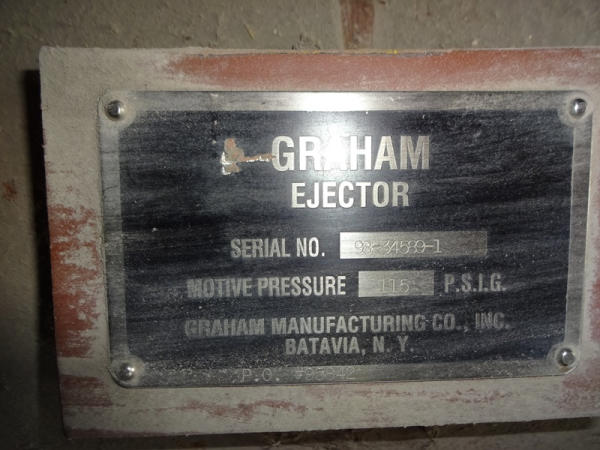 GRAHAM
EJECTOR
SERIAL NO.
MOTIVE PRESSURE 115 P.S.I.G.
GRAHAM MANUFACTURING CO., INC.
BATAVIA, N. Y.
P.O.